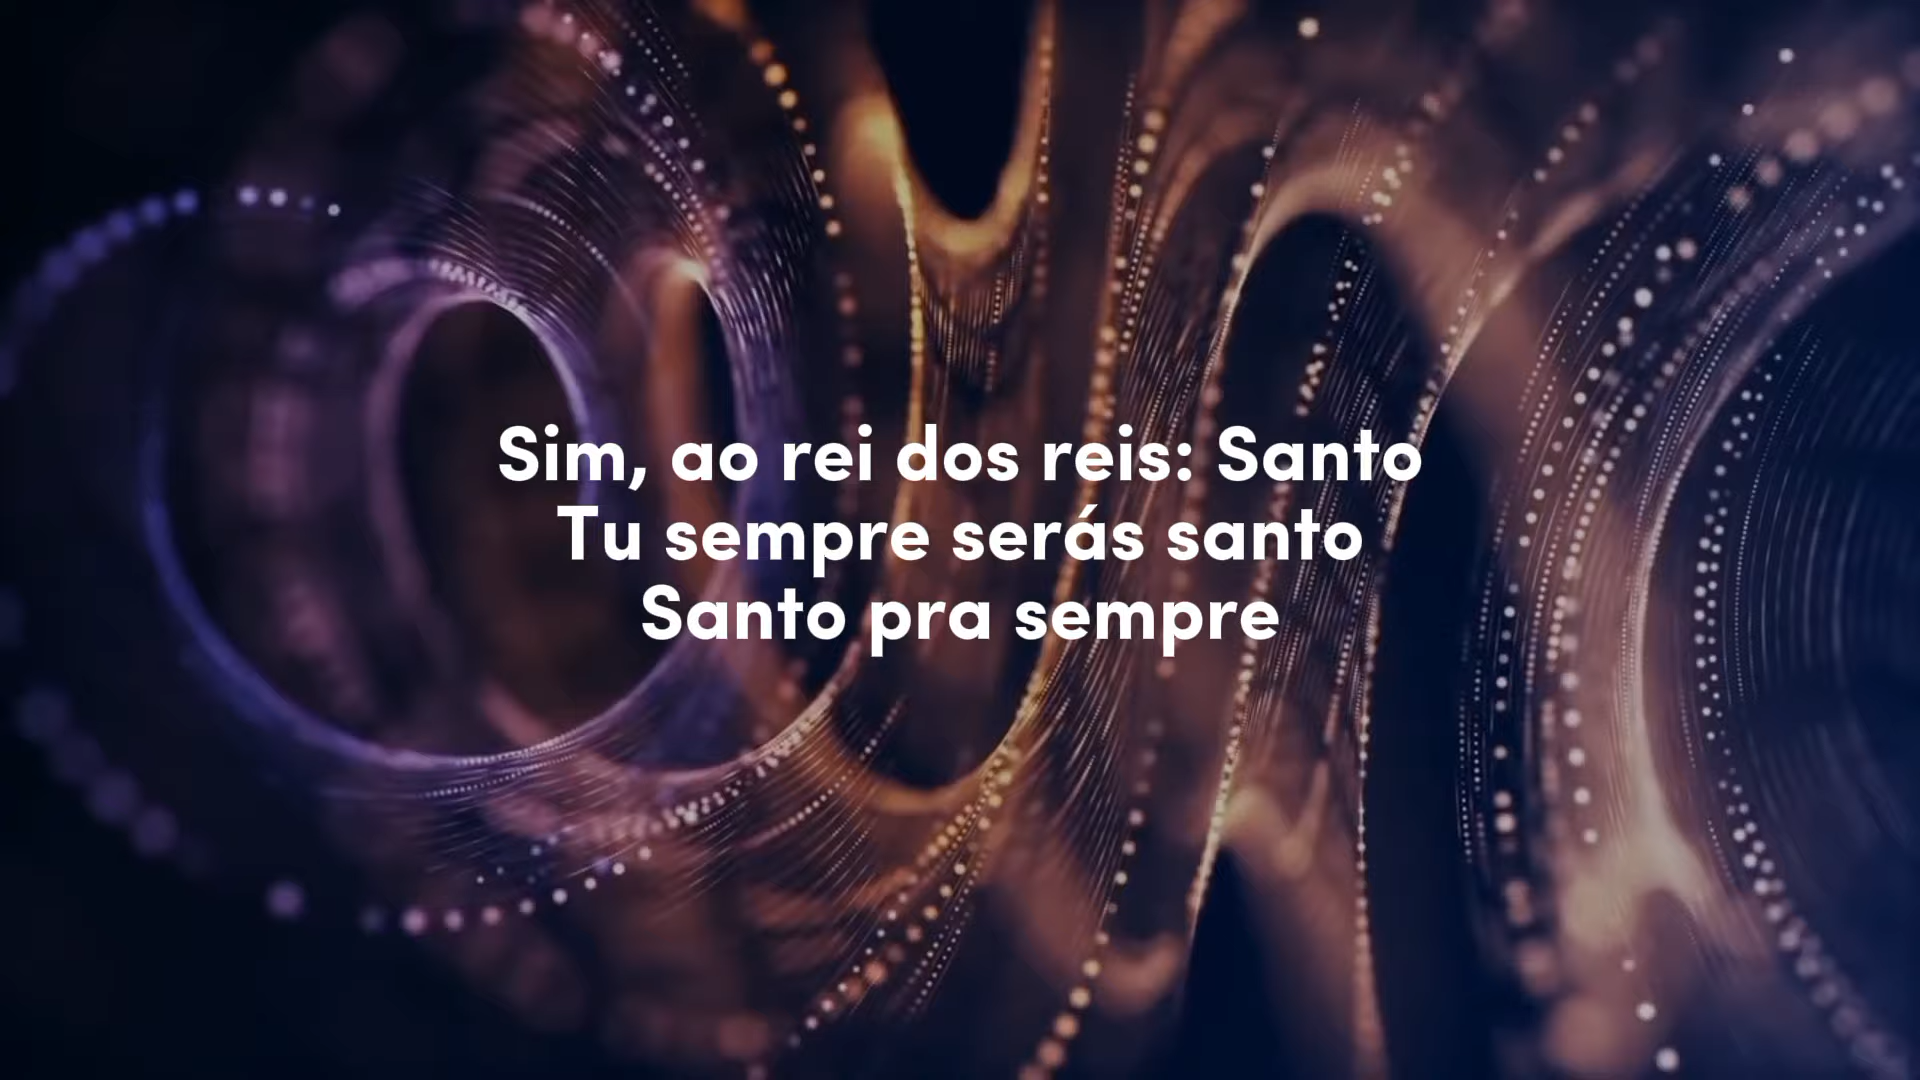 Sim, ao rei dos reis: Santo
Tu sempre serás santo
Santo pra sempre